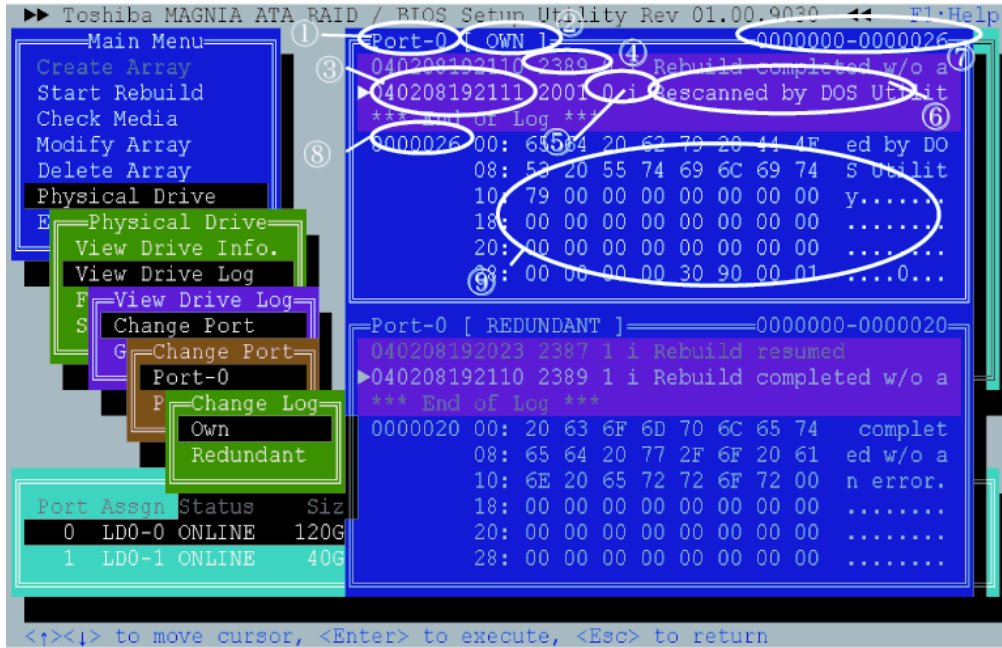 ►► Toshiba MAGNIA ATA RAID / BIOS Setup Utility Rev 01.00.9030 ◄◄ F1:Help
Main Menu
Create Array
Start Rebuild
Check Media
Modify Array
Delete Array
Physical Drive
E
Physical Drive
View Drive Info.
View Drive Log
F
S
View Drive Log
Change Port
G
Change Port
Port-0
P
Change Log
Own
Redundant
Port Assgn Status Siz
0 LD0-0 ONLINE 120G
1 LD0-1 ONLINE 40G
① ② ③ ④ ⑤ ⑥ ⑦ ⑧ ⑨
Port-0 [ OWN ] 0000000-0000026
040208192110 2389 Rebuild completed w/o a
►040208192111 2001 0 i Rescanned by DOS Utilit
*** End of Log ***
0000026 00: 65 64 20 62 79 20 44 4F ed by DO
08: 53 20 55 74 69 6C 69 74 S Utilit
10: 79 00 00 00 00 00 00 00 y.......
18: 00 00 00 00 00 00 00 00 ........
20: 00 00 00 00 00 00 00 00 ........
28: 00 00 00 00 30 90 00 01 ....0...
Port-0 [ REDUNDANT ] 0000000-0000020
040208192023 2387 1 i Rebuild resumed
►040208192110 2389 1 i Rebuild completed w/o a
*** End of Log ***
0000020 00: 20 63 6F 6D 70 6C 65 74 complet
08: 65 64 20 77 2F 6F 20 61 ed w/o a
10: 6E 20 65 72 72 6F 72 00 n error.
18: 00 00 00 00 00 00 00 00 ........
20: 00 00 00 00 00 00 00 00 ........
28: 00 00 00 00 00 00 00 00 ........
<↑><↓> to move cursor, <Enter> to execute, <Esc> to return